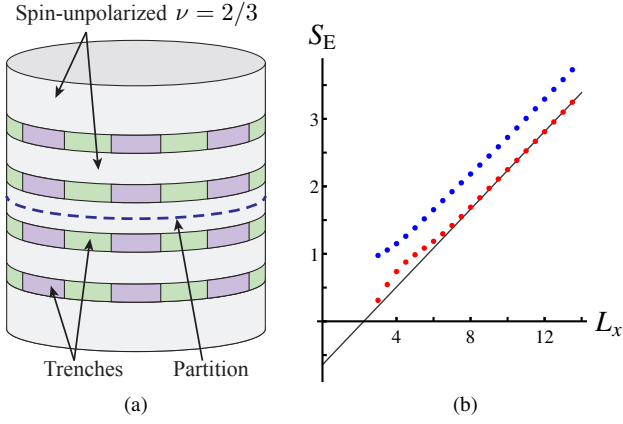 Spin-unpolarized ν = 2/3
Trenches
Partition
(a)
S_E
3
2
1
4
8
12
L_x
(b)